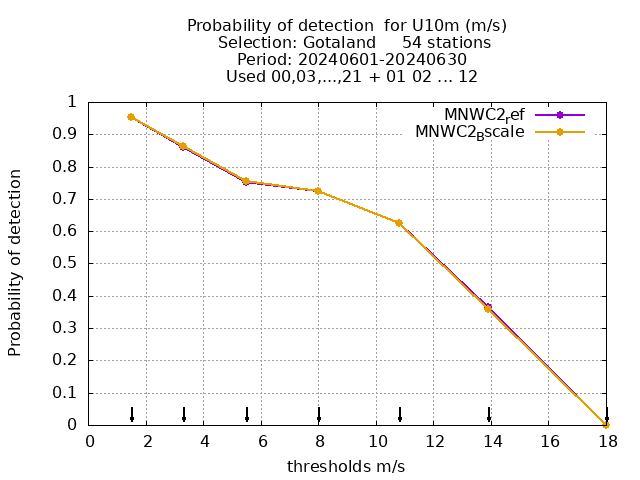 Probability of detection  for U10m (m/s)
Selection: Gotaland     54 stations
Period: 20240601-20240630
Used 00,03,...,21 + 01 02 ... 12
MNWC2ref
MNWC2Bscale
Probability of detection
1
0.9
0.8
0.7
0.6
0.5
0.4
0.3
0.2
0.1
0
0 2 4 6 8 10 12 14 16 18
thresholds m/s